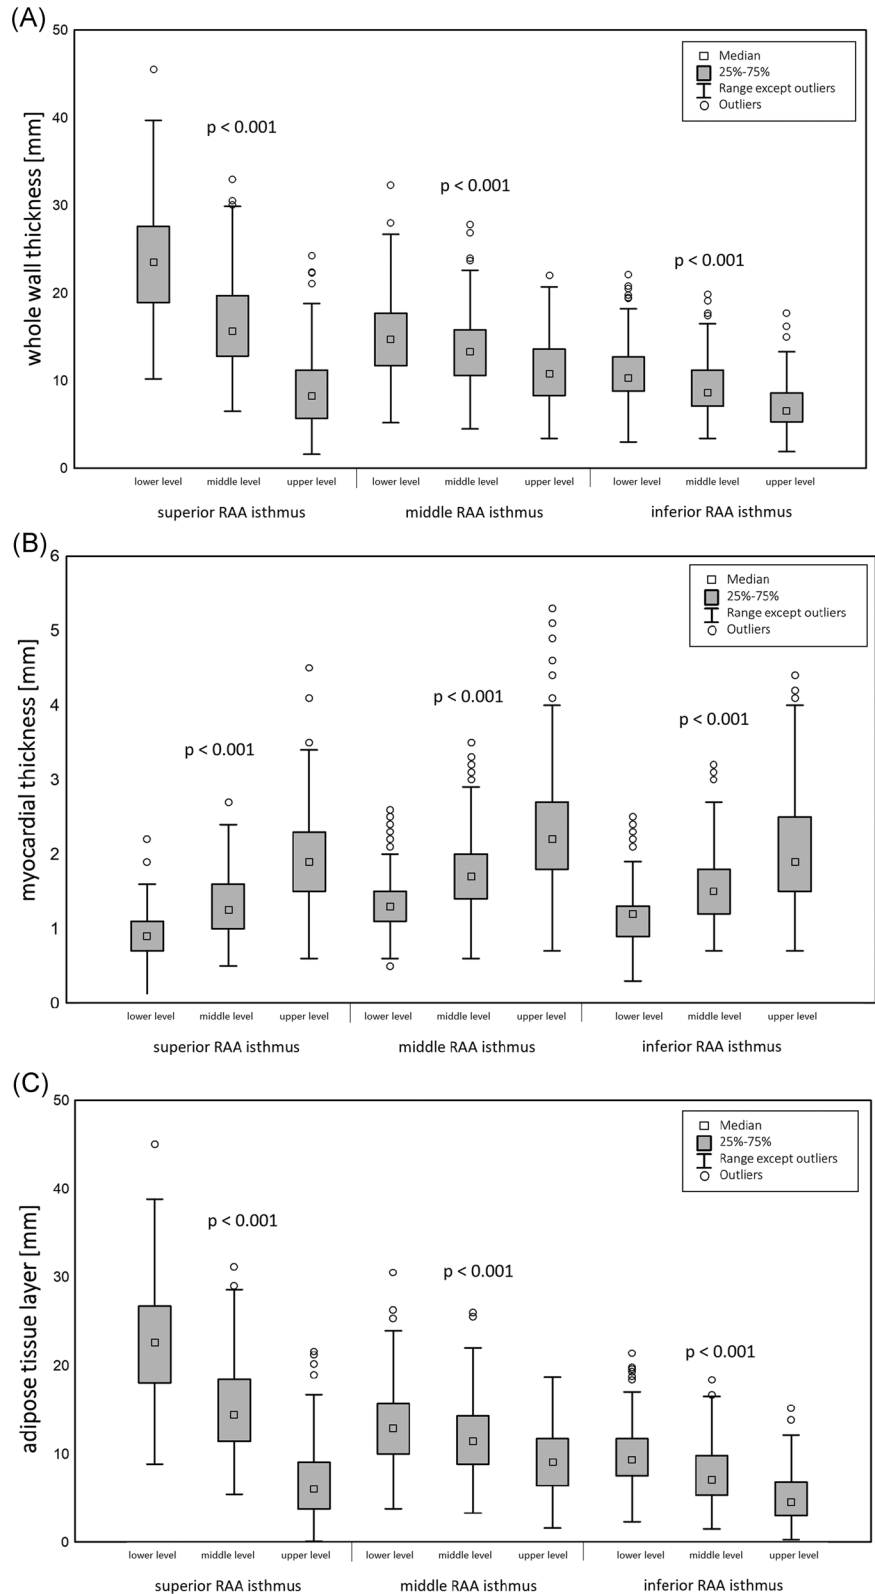 (A)
50
40
30
20
10
0
whole wall thickness [mm]
Median
25%-75%
Range except outliers
Outliers
p < 0.001
p < 0.001
p < 0.001
lower level middle level upper level lower level middle level upper level lower level middle level upper level
superior RAA isthmus middle RAA isthmus inferior RAA isthmus
(B)
6
5
4
3
2
1
0
myocardial thickness [mm]
Median
25%-75%
Range except outliers
Outliers
p < 0.001
p < 0.001
p < 0.001
lower level middle level upper level lower level middle level upper level lower level middle level upper level
superior RAA isthmus middle RAA isthmus inferior RAA isthmus
(C)
50
40
30
20
10
0
adipose tissue layer [mm]
Median
25%-75%
Range except outliers
Outliers
p < 0.001
p < 0.001
p < 0.001
lower level middle level upper level lower level middle level upper level lower level middle level upper level
superior RAA isthmus middle RAA isthmus inferior RAA isthmus